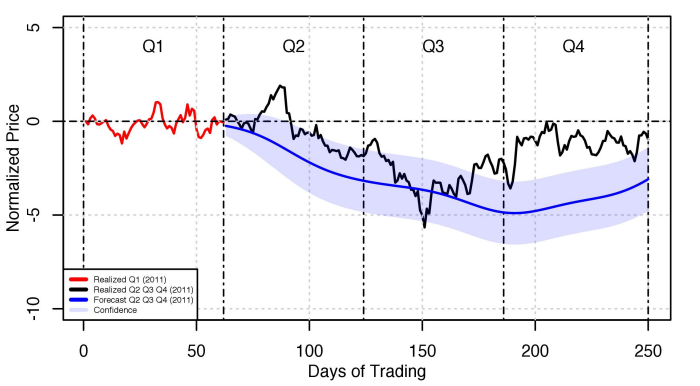 Q1 Q2 Q3 Q4
5
0
-5
-10
Normalized Price
Realized Q1 (2011)
Realized Q2 Q3 Q4 (2011)
Forecast Q2 Q3 Q4 (2011)
Confidence
0 50 100 150 200 250
Days of Trading